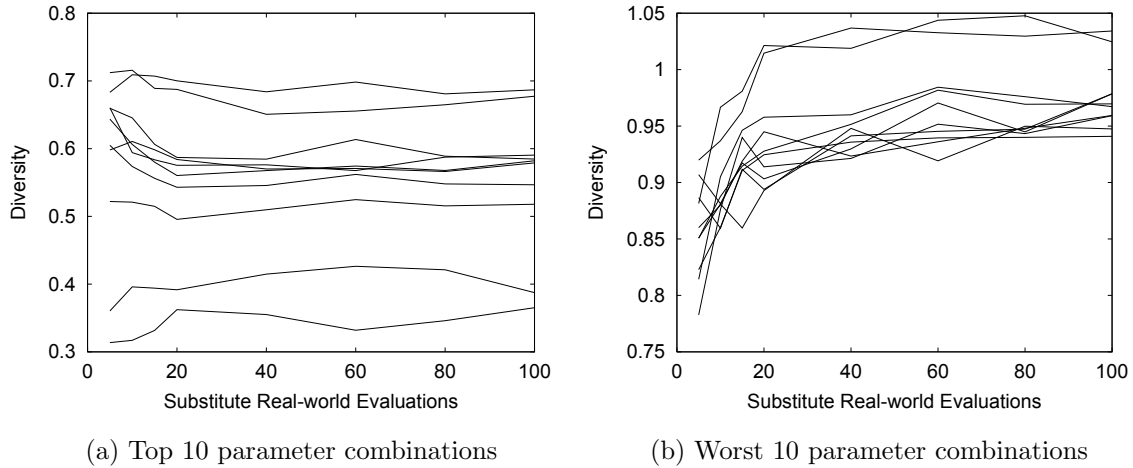 0.8
0.7
0.6
0.5
0.4
0.3
Diversity
0 20 40 60 80 100
Substitute Real-world Evaluations
(a) Top 10 parameter combinations
1.05
1
0.95
0.9
0.85
0.8
0.75
Diversity
0 20 40 60 80 100
Substitute Real-world Evaluations
(b) Worst 10 parameter combinations